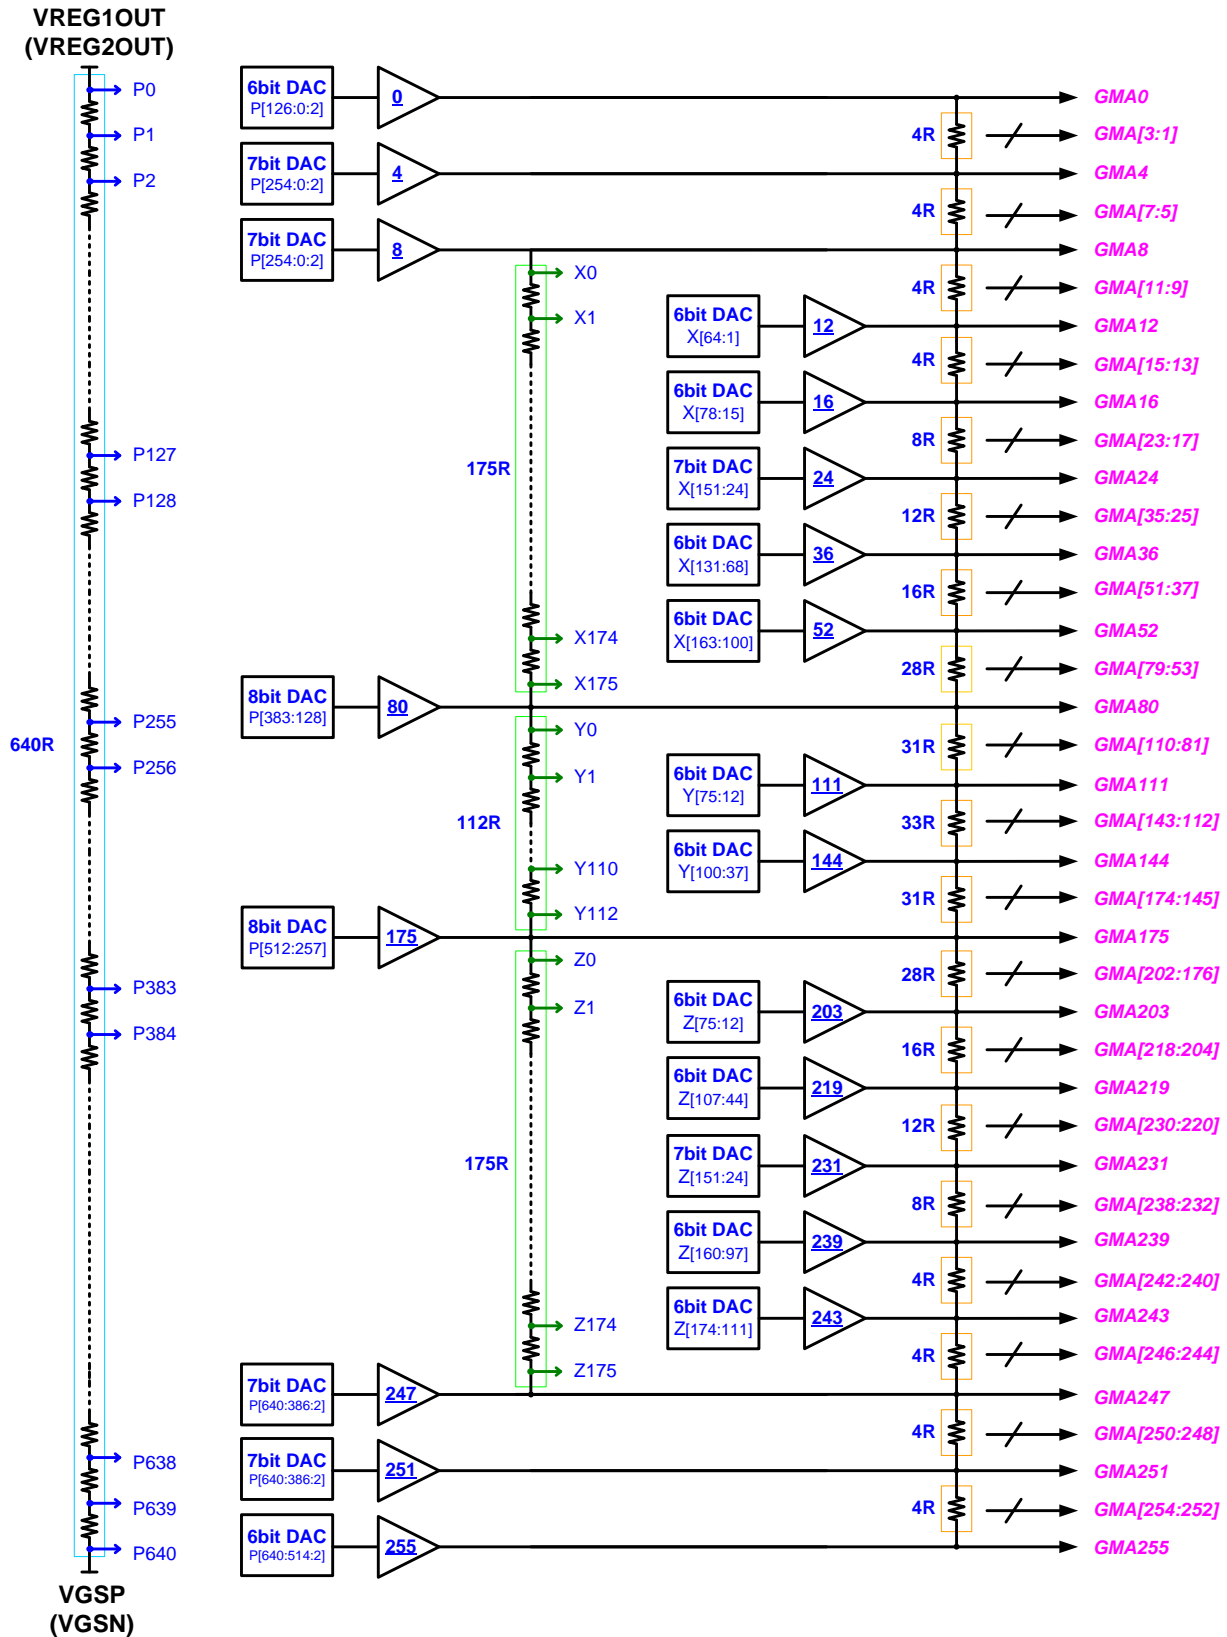 VREG1OUT
(VREG2OUT)
P0
P1
P2
P127
P128
P255
640R
P256
P383
P384
P638
P639
P640
VGSP
(VGSN)
6bit DAC
P[126:0:2]
0
7bit DAC
P[254:0:2]
4
7bit DAC
P[254:0:2]
8
8bit DAC
P[383:128]
80
8bit DAC
P[512:257]
175
7bit DAC
P[640:386:2]
247
7bit DAC
P[640:386:2]
251
6bit DAC
P[640:514:2]
255
X0
X1
175R
X174
X175
Y0
Y1
112R
Y110
Y112
Z0
Z1
175R
Z174
Z175
6bit DAC
X[64:1]
12
6bit DAC
X[78:15]
16
7bit DAC
X[151:24]
24
6bit DAC
X[131:68]
36
6bit DAC
X[163:100]
52
6bit DAC
Y[75:12]
111
6bit DAC
Y[100:37]
144
6bit DAC
Z[75:12]
203
6bit DAC
Z[107:44]
219
7bit DAC
Z[151:24]
231
6bit DAC
Z[160:97]
239
6bit DAC
Z[174:111]
243
GMA0
4R GMA[3:1]
GMA4
4R GMA[7:5]
GMA8
4R GMA[11:9]
GMA12
4R GMA[15:13]
GMA16
8R GMA[23:17]
GMA24
12R GMA[35:25]
GMA36
16R GMA[51:37]
GMA52
28R GMA[79:53]
GMA80
31R GMA[110:81]
GMA111
33R GMA[143:112]
GMA144
31R GMA[174:145]
GMA175
28R GMA[202:176]
GMA203
16R GMA[218:204]
GMA219
12R GMA[230:220]
GMA231
8R GMA[238:232]
GMA239
4R GMA[242:240]
GMA243
4R GMA[246:244]
GMA247
4R GMA[250:248]
GMA251
4R GMA[254:252]
GMA255